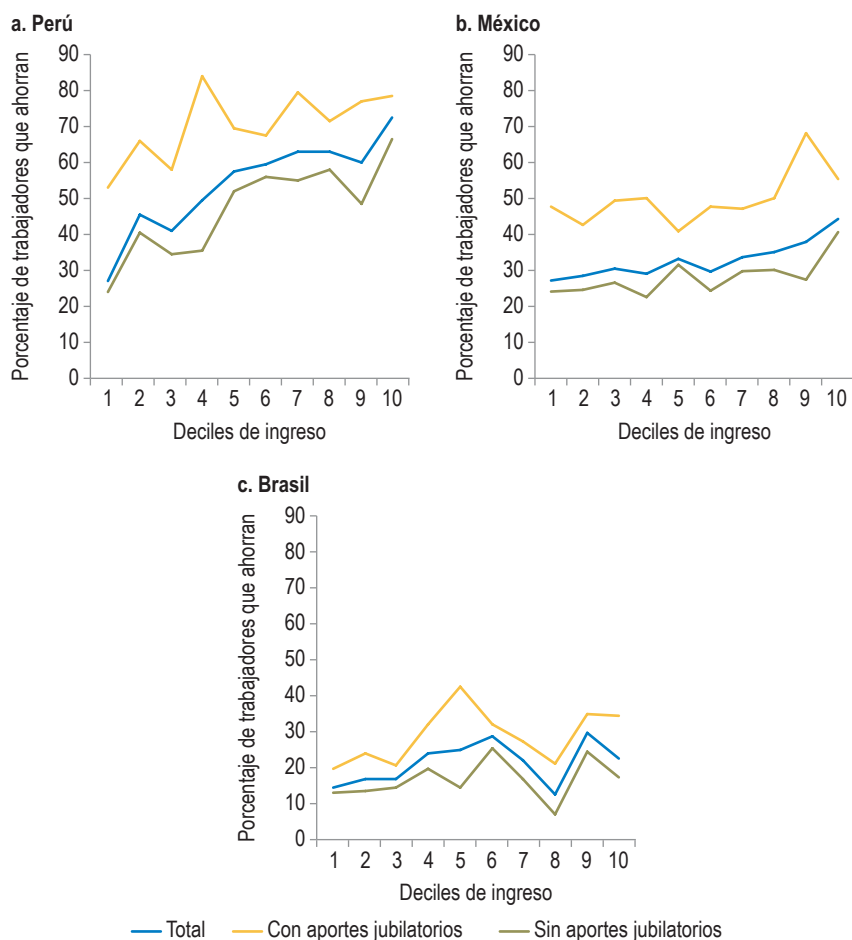 a. Perú
Porcentaje de trabajadores que ahorran
90
80
70
60
50
40
30
20
10
0
1 2 3 4 5 6 7 8 9 10
Deciles de ingreso
b. México
Porcentaje de trabajadores que ahorran
90
80
70
60
50
40
30
20
10
0
1 2 3 4 5 6 7 8 9 10
Deciles de ingreso
c. Brasil
Porcentaje de trabajadores que ahorran
90
80
70
60
50
40
30
20
10
0
1 2 3 4 5 6 7 8 9 10
Deciles de ingreso
Total Con aportes jubilatorios Sin aportes jubilatorios